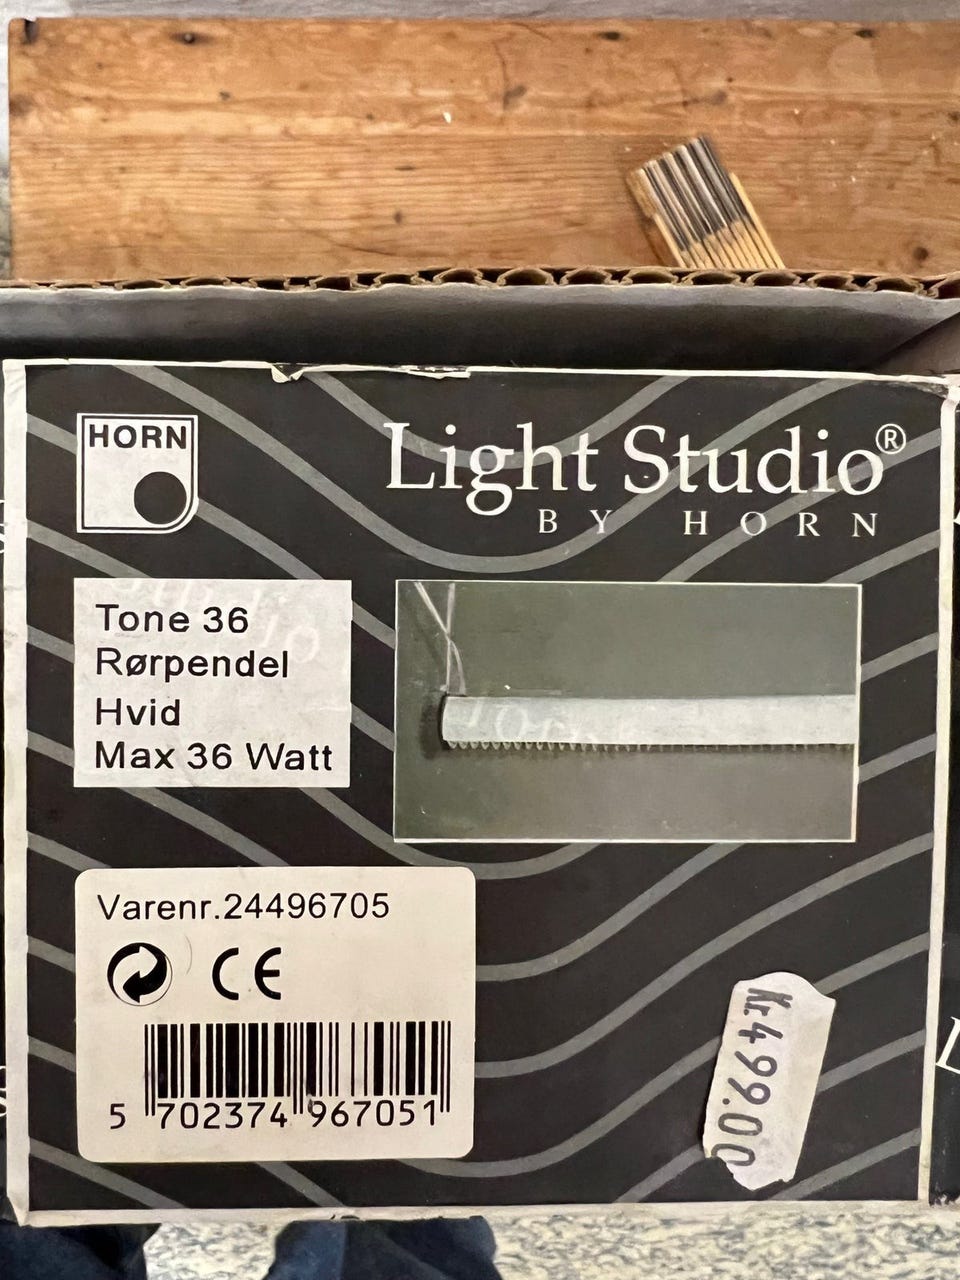 HORN
Light Studio®
BY HORN
Tone 36
Rørpendel
Hvid
Max 36 Watt
Varenr.24496705
CE
5 702374 967051
Kr499.00